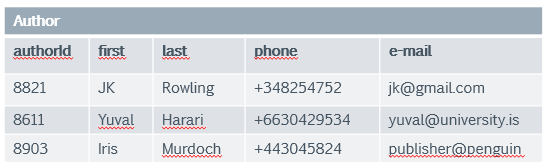 Author
authorId first last phone e-mail
8821 JK Rowling +348254752 jk@gmail.com
8611 Yuval Harari +6630429534 yuval@university.is
8903 Iris Murdoch +443045824 publisher@penguin